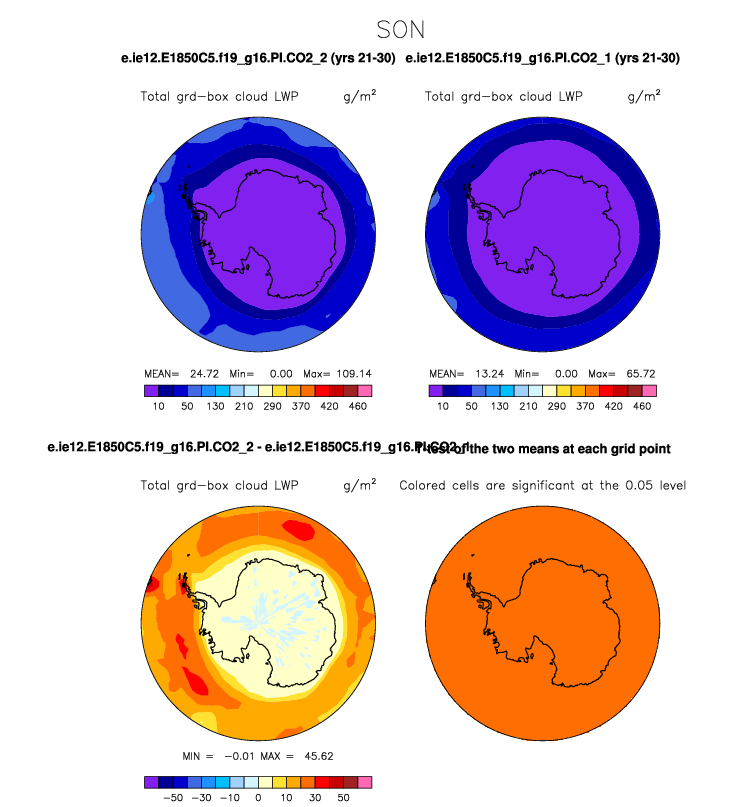 SON
e.ie12.E1850C5.f19_g16.PI.CO2_2 (yrs 21-30) e.ie12.E1850C5.f19_g16.PI.CO2_1 (yrs 21-30)
Total grd-box cloud LWP g/m² Total grd-box cloud LWP g/m²
MEAN= 24.72 Min= 0.00 Max= 109.14 MEAN= 13.24 Min= 0.00 Max= 65.72
10 50 130 210 290 370 420 460 10 50 130 210 290 370 420 460
e.ie12.E1850C5.f19_g16.PI.CO2_2 - e.ie12.E1850C5.f19_g16.PI.CO2_1 T-test of the two means at each grid point
Total grd-box cloud LWP g/m² Colored cells are significant at the 0.05 level
MIN = -0.01 MAX = 45.62
-50 -30 -10 0 10 30 50